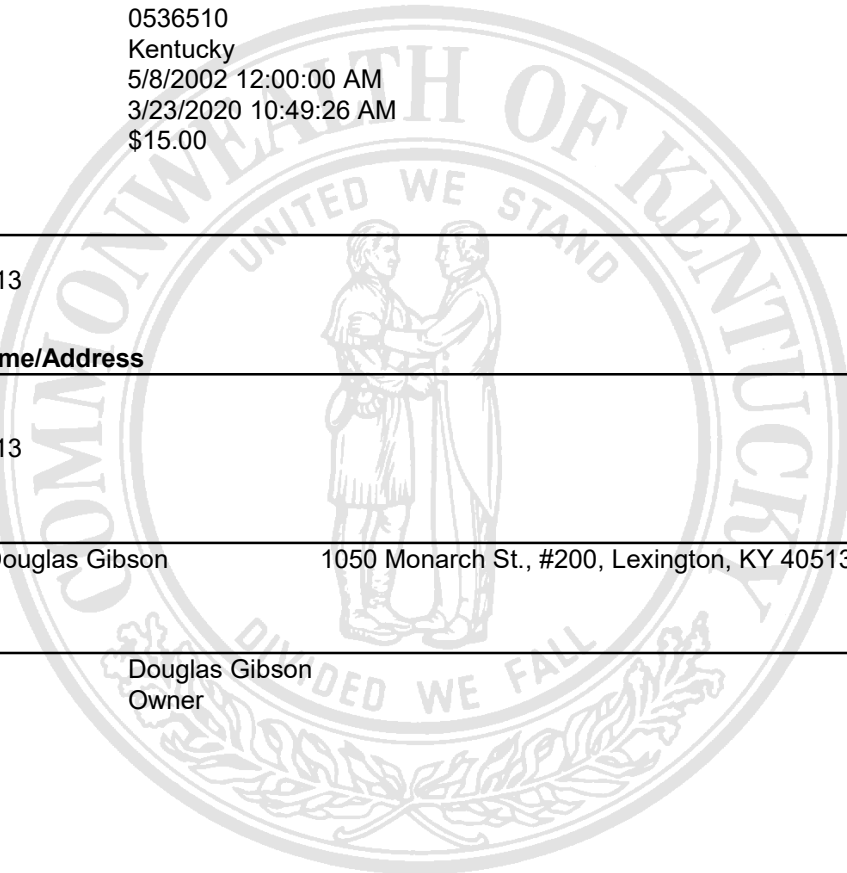 0536510
Kentucky
5/8/2002 12:00:00 AM
3/23/2020 10:49:26 AM
$15.00
COMMONWEALTH OF KENTUCKY
UNITED WE STAND
13
me/Address
13
Douglas Gibson 1050 Monarch St., #200, Lexington, KY 40513
DIVIDED WE FALL
Douglas Gibson
Owner